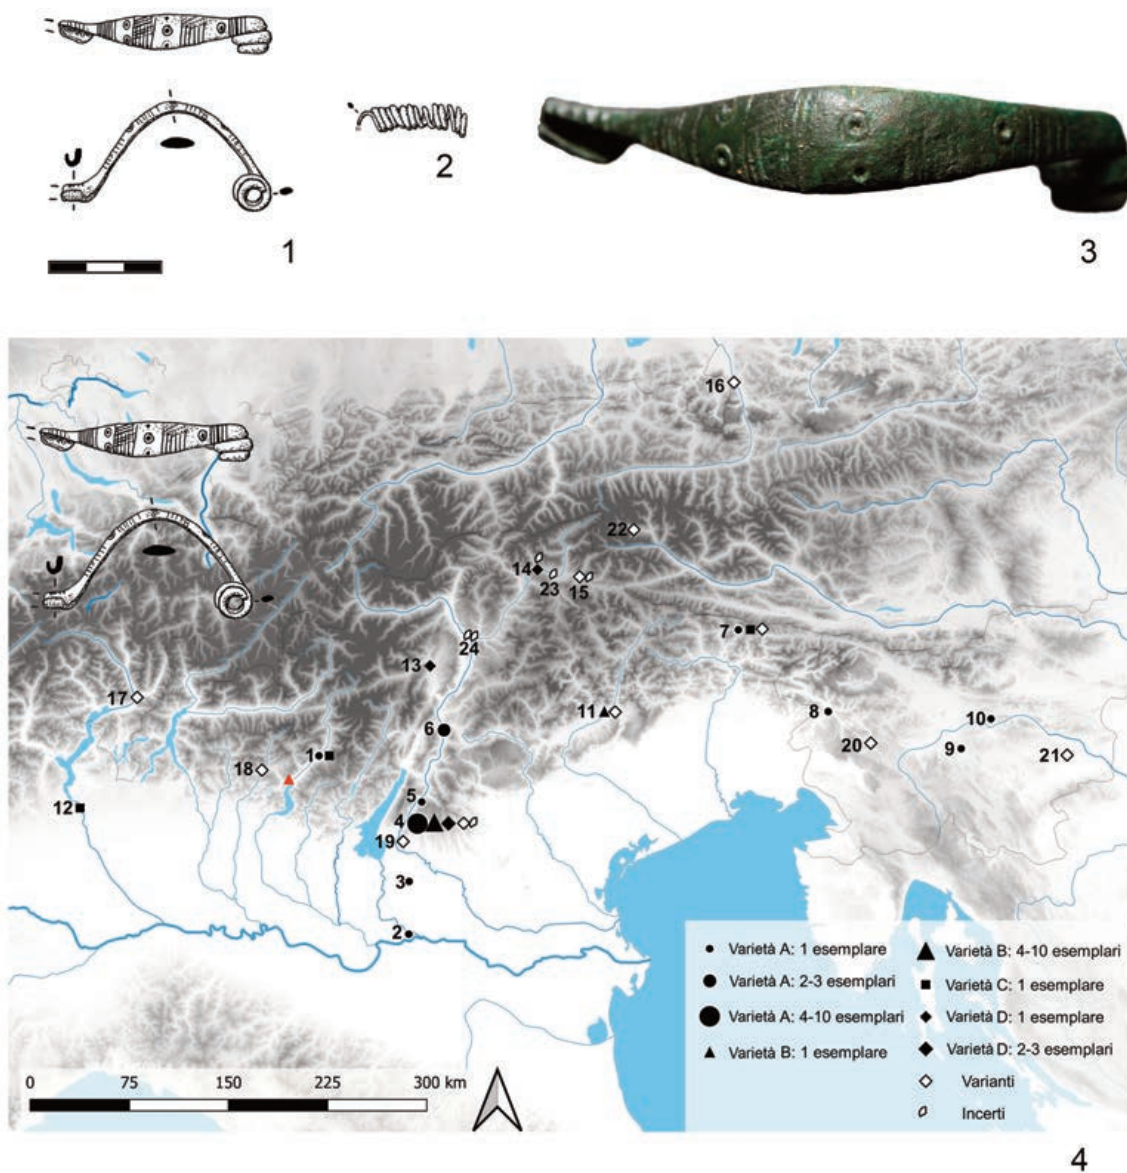 1
2
3
16
22
14
23
15
24
7
13
17
11
8
10
6
20
9
21
1
18
12
5
4
19
3
2
Varietà A: 1 esemplare
Varietà A: 2-3 esemplari
Varietà A: 4-10 esemplari
Varietà B: 1 esemplare
Varietà B: 4-10 esemplari
Varietà C: 1 esemplare
Varietà D: 1 esemplare
Varietà D: 2-3 esemplari
Varianti
Incerti
0 75 150 225 300 km
4